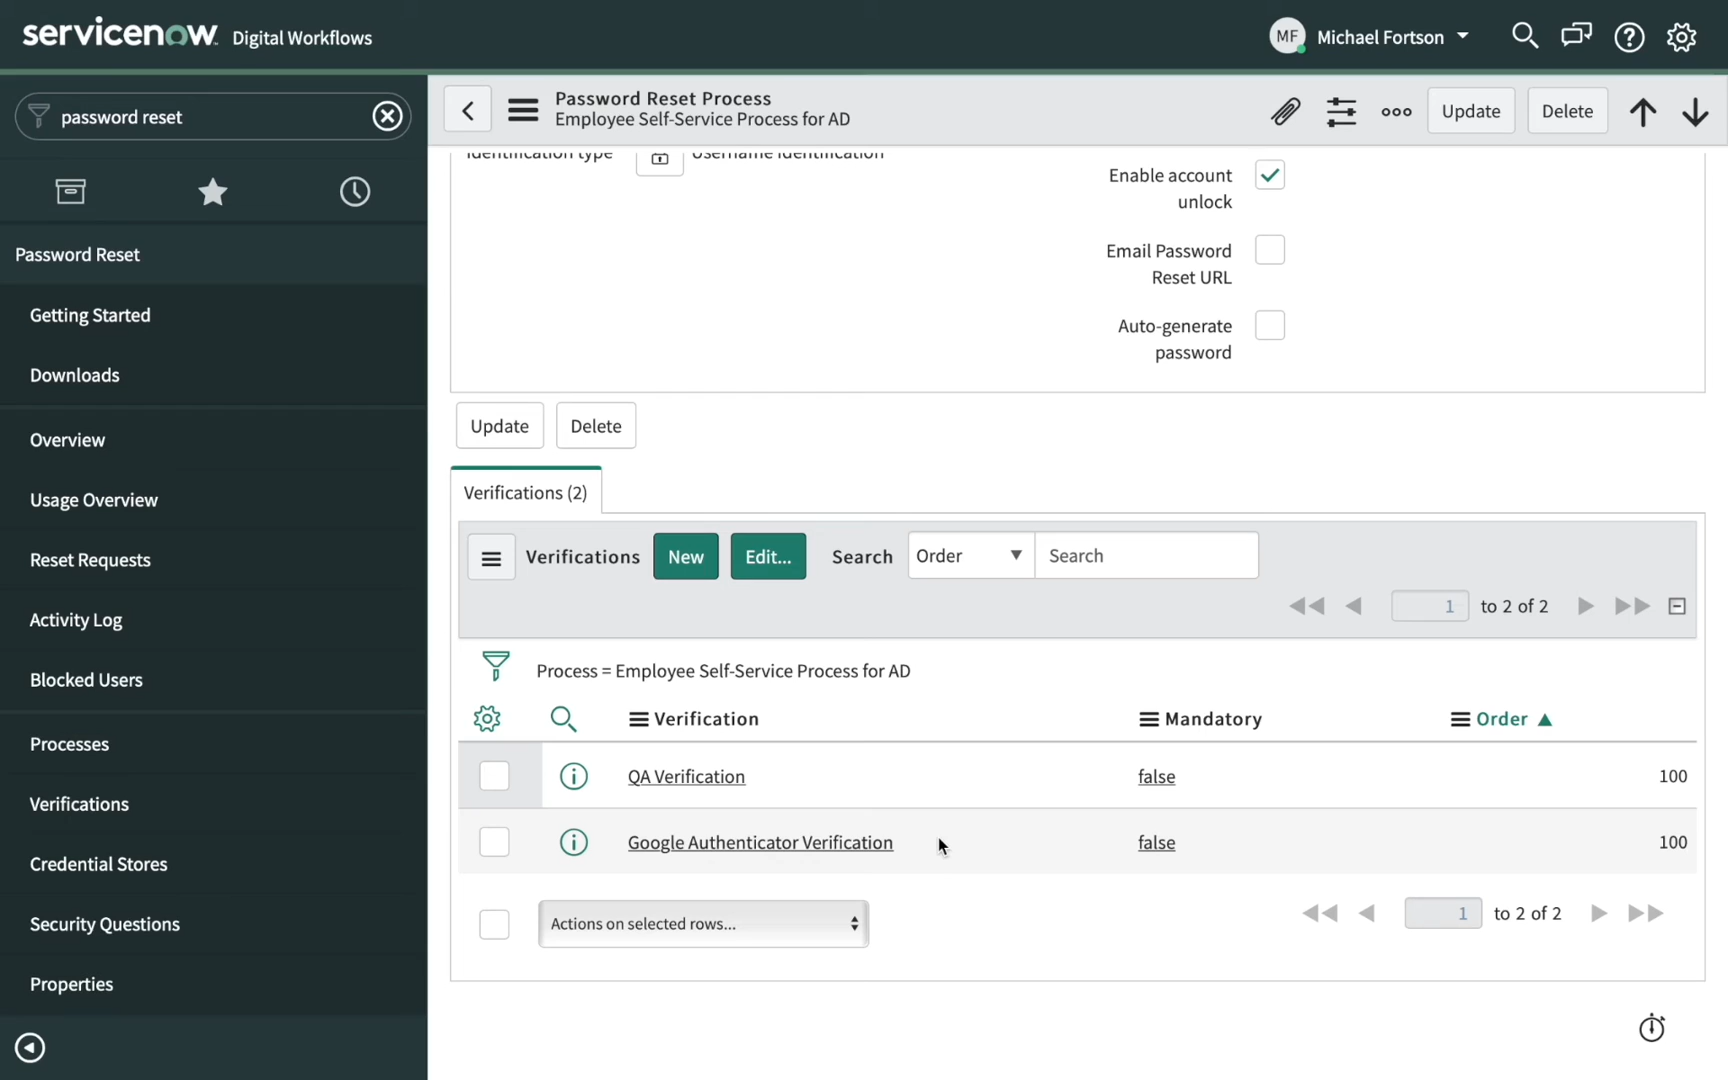 servicenow Digital Workflows
MF Michael Fortson
password reset
Password Reset
Getting Started
Downloads
Overview
Usage Overview
Reset Requests
Activity Log
Blocked Users
Processes
Verifications
Credential Stores
Security Questions
Properties
Password Reset Process
Employee Self-Service Process for AD
Update Delete
Identification type Username identification
Enable account
unlock
Email Password
Reset URL
Auto-generate
password
Update Delete
Verifications (2)
Verifications New Edit... Search Order Search
1 to 2 of 2
Process = Employee Self-Service Process for AD
Verification Mandatory Order
QA Verification false 100
Google Authenticator Verification false 100
Actions on selected rows... 1 to 2 of 2